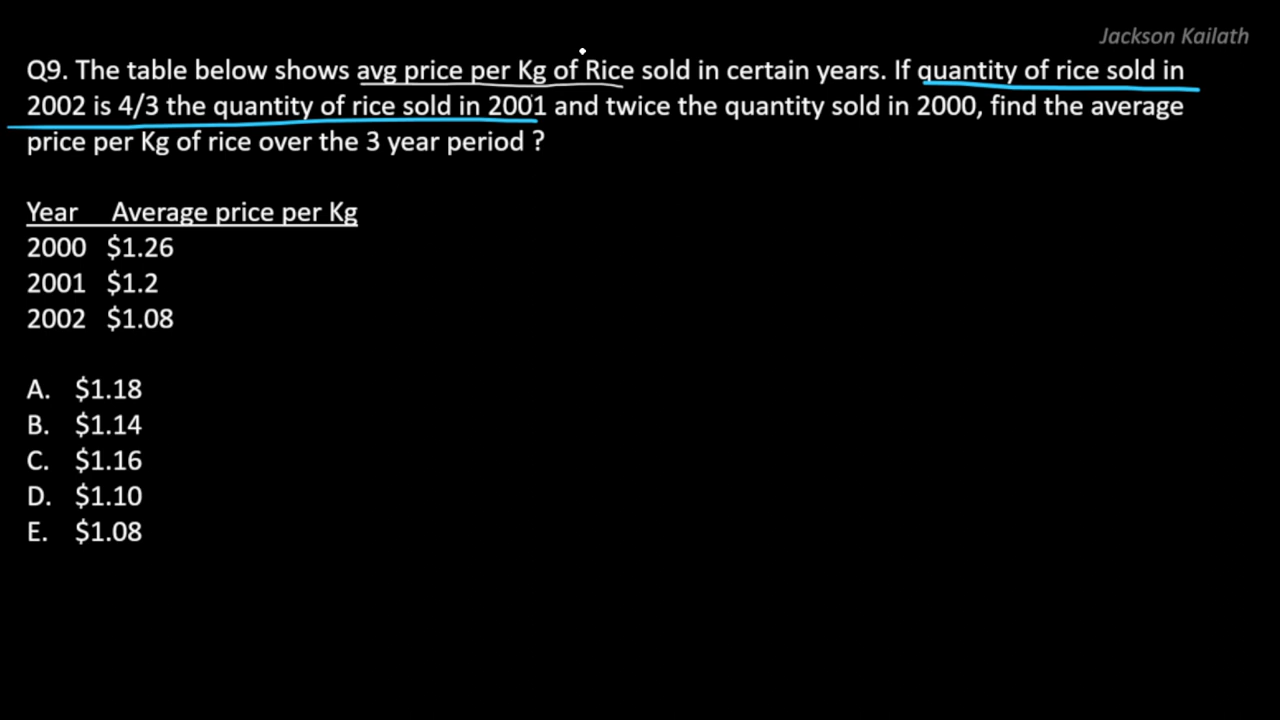 Jackson Kailath
Q9. The table below shows avg price per Kg of Rice sold in certain years. If quantity of rice sold in
2002 is 4/3 the quantity of rice sold in 2001 and twice the quantity sold in 2000, find the average
price per Kg of rice over the 3 year period ?
Year Average price per Kg
2000 $1.26
2001 $1.2
2002 $1.08
A. $1.18
B. $1.14
C. $1.16
D. $1.10
E. $1.08